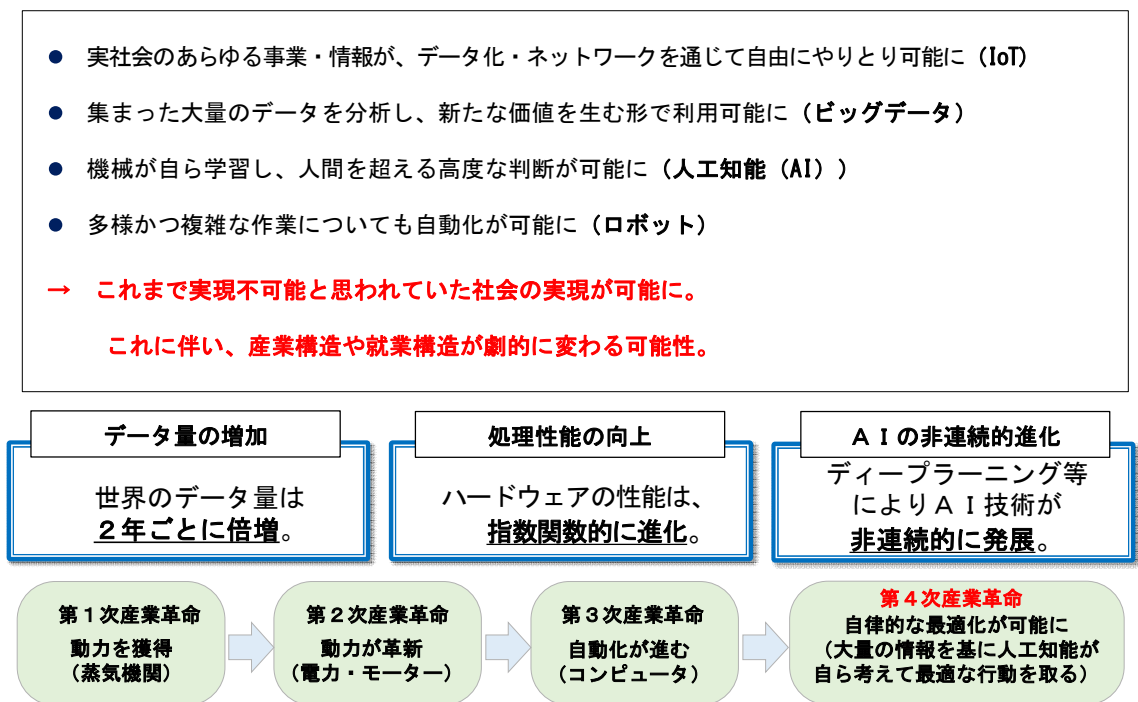 ● 実社会のあらゆる事業・情報が、データ化・ネットワークを通じて自由にやりとり可能に（IoT）
● 集まった大量のデータを分析し、新たな価値を生む形で利用可能に（ビッグデータ）
● 機械が自ら学習し、人間を超える高度な判断が可能に（人工知能（AI））
● 多様かつ複雑な作業についても自動化が可能に（ロボット）
→ これまで実現不可能と思われていた社会の実現が可能に。
これに伴い、産業構造や就業構造が劇的に変わる可能性。
データ量の増加
世界のデータ量は
２年ごとに倍増。
処理性能の向上
ハードウェアの性能は、
指数関数的に進化。
ＡＩの非連続的進化
ディープラーニング等
によりＡＩ技術が
非連続的に発展。
第１次産業革命
動力を獲得
（蒸気機関）
第２次産業革命
動力が革新
（電力・モーター）
第３次産業革命
自動化が進む
（コンピュータ）
第４次産業革命
自律的な最適化が可能に
（大量の情報を基に人工知能が
自ら考えて最適な行動を取る）